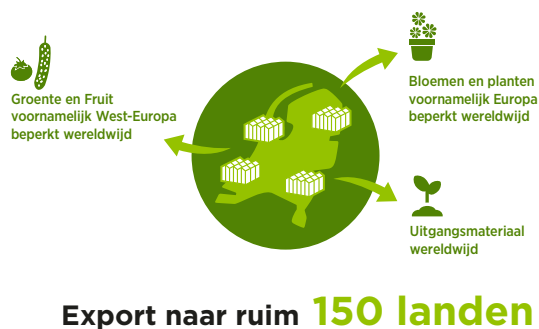 Groente en Fruit
voornamelijk West-Europa
beperkt wereldwijd
Bloemen en planten
voornamelijk Europa
beperkt wereldwijd
Uitgangsmateriaal
wereldwijd
Export naar ruim 150 landen